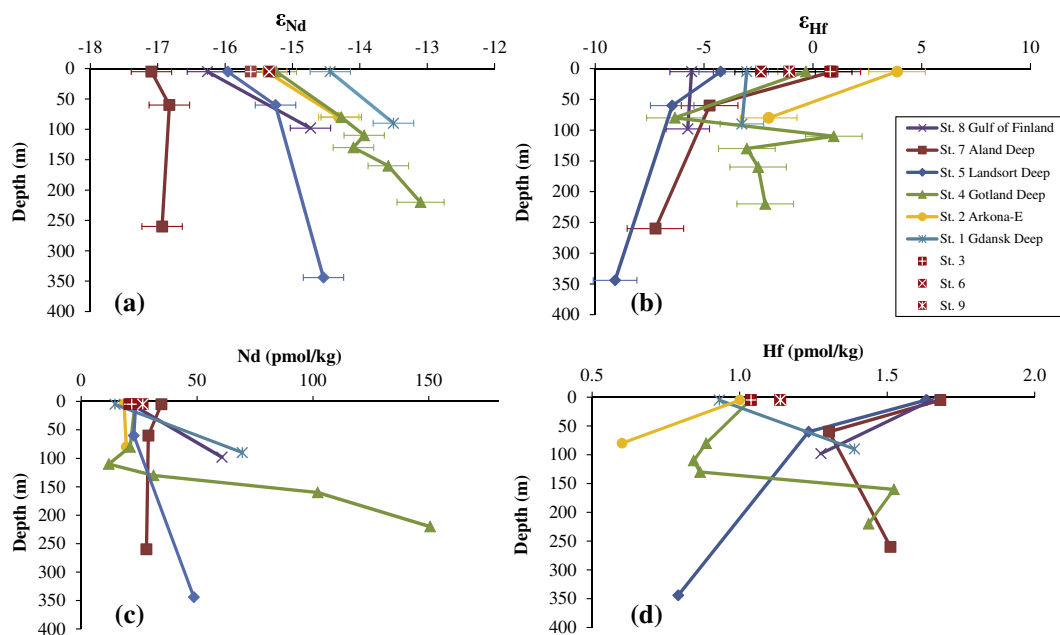 εNd
-18 -17 -16 -15 -14 -13 -12
0
50
100
150
200
250
300
350
400
Depth (m)
(a)
εHf
-10 -5 0 5 10
0
50
100
150
200
250
300
350
400
Depth (m)
(b)
St. 8 Gulf of Finland
St. 7 Aland Deep
St. 5 Landsort Deep
St. 4 Gotland Deep
St. 2 Arkona-E
St. 1 Gdansk Deep
St. 3
St. 6
St. 9
Nd (pmol/kg)
0 50 100 150
0
50
100
150
200
250
300
350
400
Depth (m)
(c)
Hf (pmol/kg)
0.5 1.0 1.5 2.0
0
50
100
150
200
250
300
350
400
Depth (m)
(d)